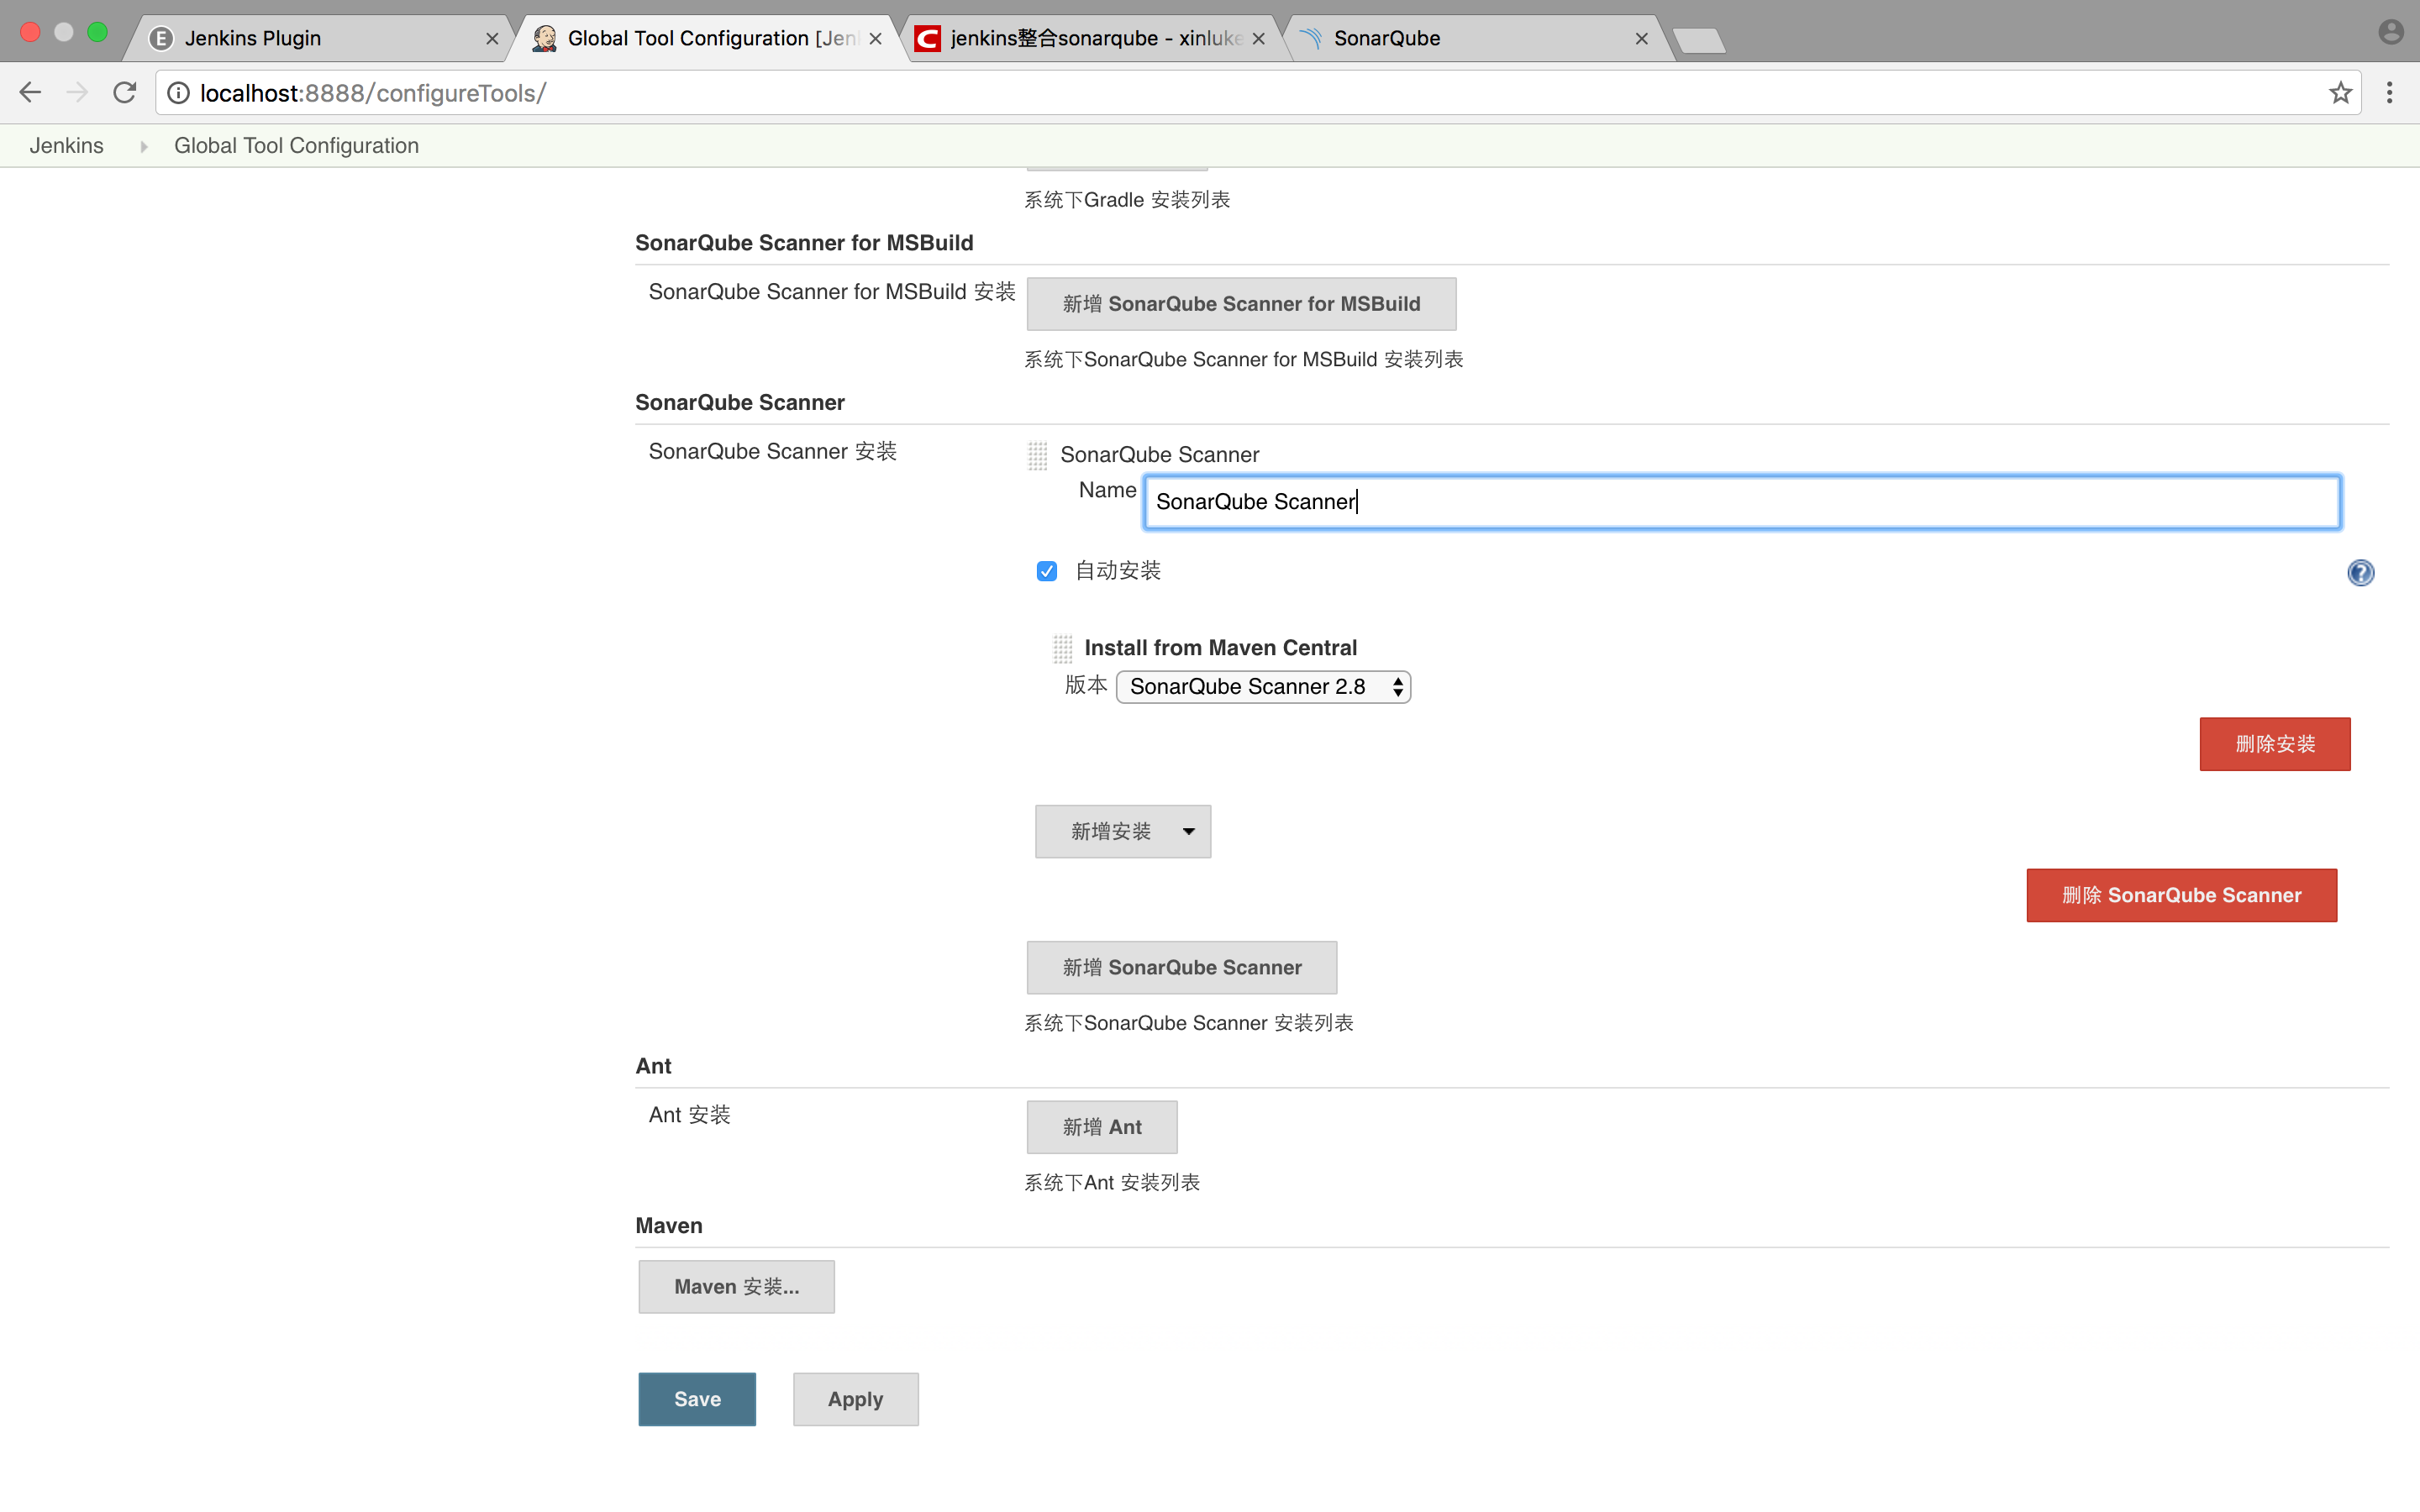 Jenkins Plugin
Global Tool Configuration [Jen
jenkins整合sonarqube - xinluke
SonarQube
localhost:8888/configureTools/
Jenkins
Global Tool Configuration
系统下Gradle 安装列表
SonarQube Scanner for MSBuild
SonarQube Scanner for MSBuild 安装
新增 SonarQube Scanner for MSBuild
系统下SonarQube Scanner for MSBuild 安装列表
SonarQube Scanner
SonarQube Scanner 安装
SonarQube Scanner
Name
SonarQube Scanner
自动安装
Install from Maven Central
版本
SonarQube Scanner 2.8
删除安装
新增安装
删除 SonarQube Scanner
新增 SonarQube Scanner
系统下SonarQube Scanner 安装列表
Ant
Ant 安装
新增 Ant
系统下Ant 安装列表
Maven
Maven 安装...
Save
Apply